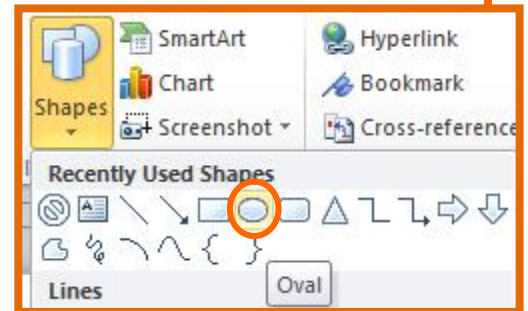 SmartArt Hyperlink
Chart Bookmark
Shapes
Screenshot Cross-reference
Recently Used Shapes
A
Oval
Lines